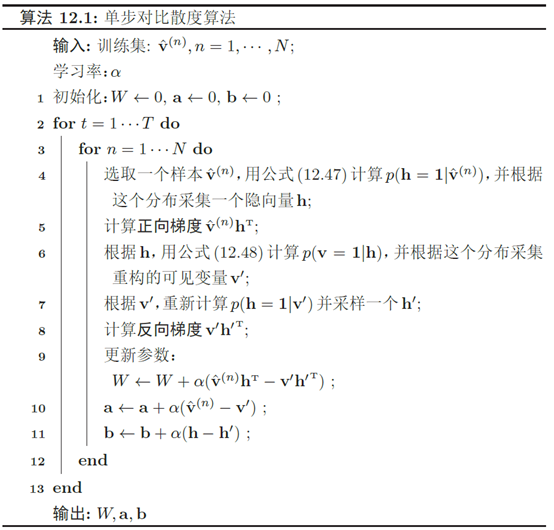 算法 12.1: 单步对比散度算法
输入: 训练集: v̂⁽ⁿ⁾, n = 1, ⋯ , N;
学习率: α
1 初始化: W ← 0, a ← 0, b ← 0 ;
2 for t = 1 ⋯ T do
3 for n = 1 ⋯ N do
4 选取一个样本 v̂⁽ⁿ⁾, 用公式 (12.47) 计算 p(h = 1|v̂⁽ⁿ⁾), 并根据
这个分布采集一个隐向量 h;
5 计算正向梯度 v̂⁽ⁿ⁾hᵀ;
6 根据 h, 用公式 (12.48) 计算 p(v = 1|h), 并根据这个分布采集
重构的可见变量 v′;
7 根据 v′, 重新计算 p(h = 1|v′) 并采样一个 h′;
8 计算反向梯度 v′h′ᵀ;
9 更新参数:
W ← W + α(v̂⁽ⁿ⁾hᵀ − v′h′ᵀ) ;
10 a ← a + α(v̂⁽ⁿ⁾ − v′) ;
11 b ← b + α(h − h′) ;
12 end
13 end
输出: W, a, b